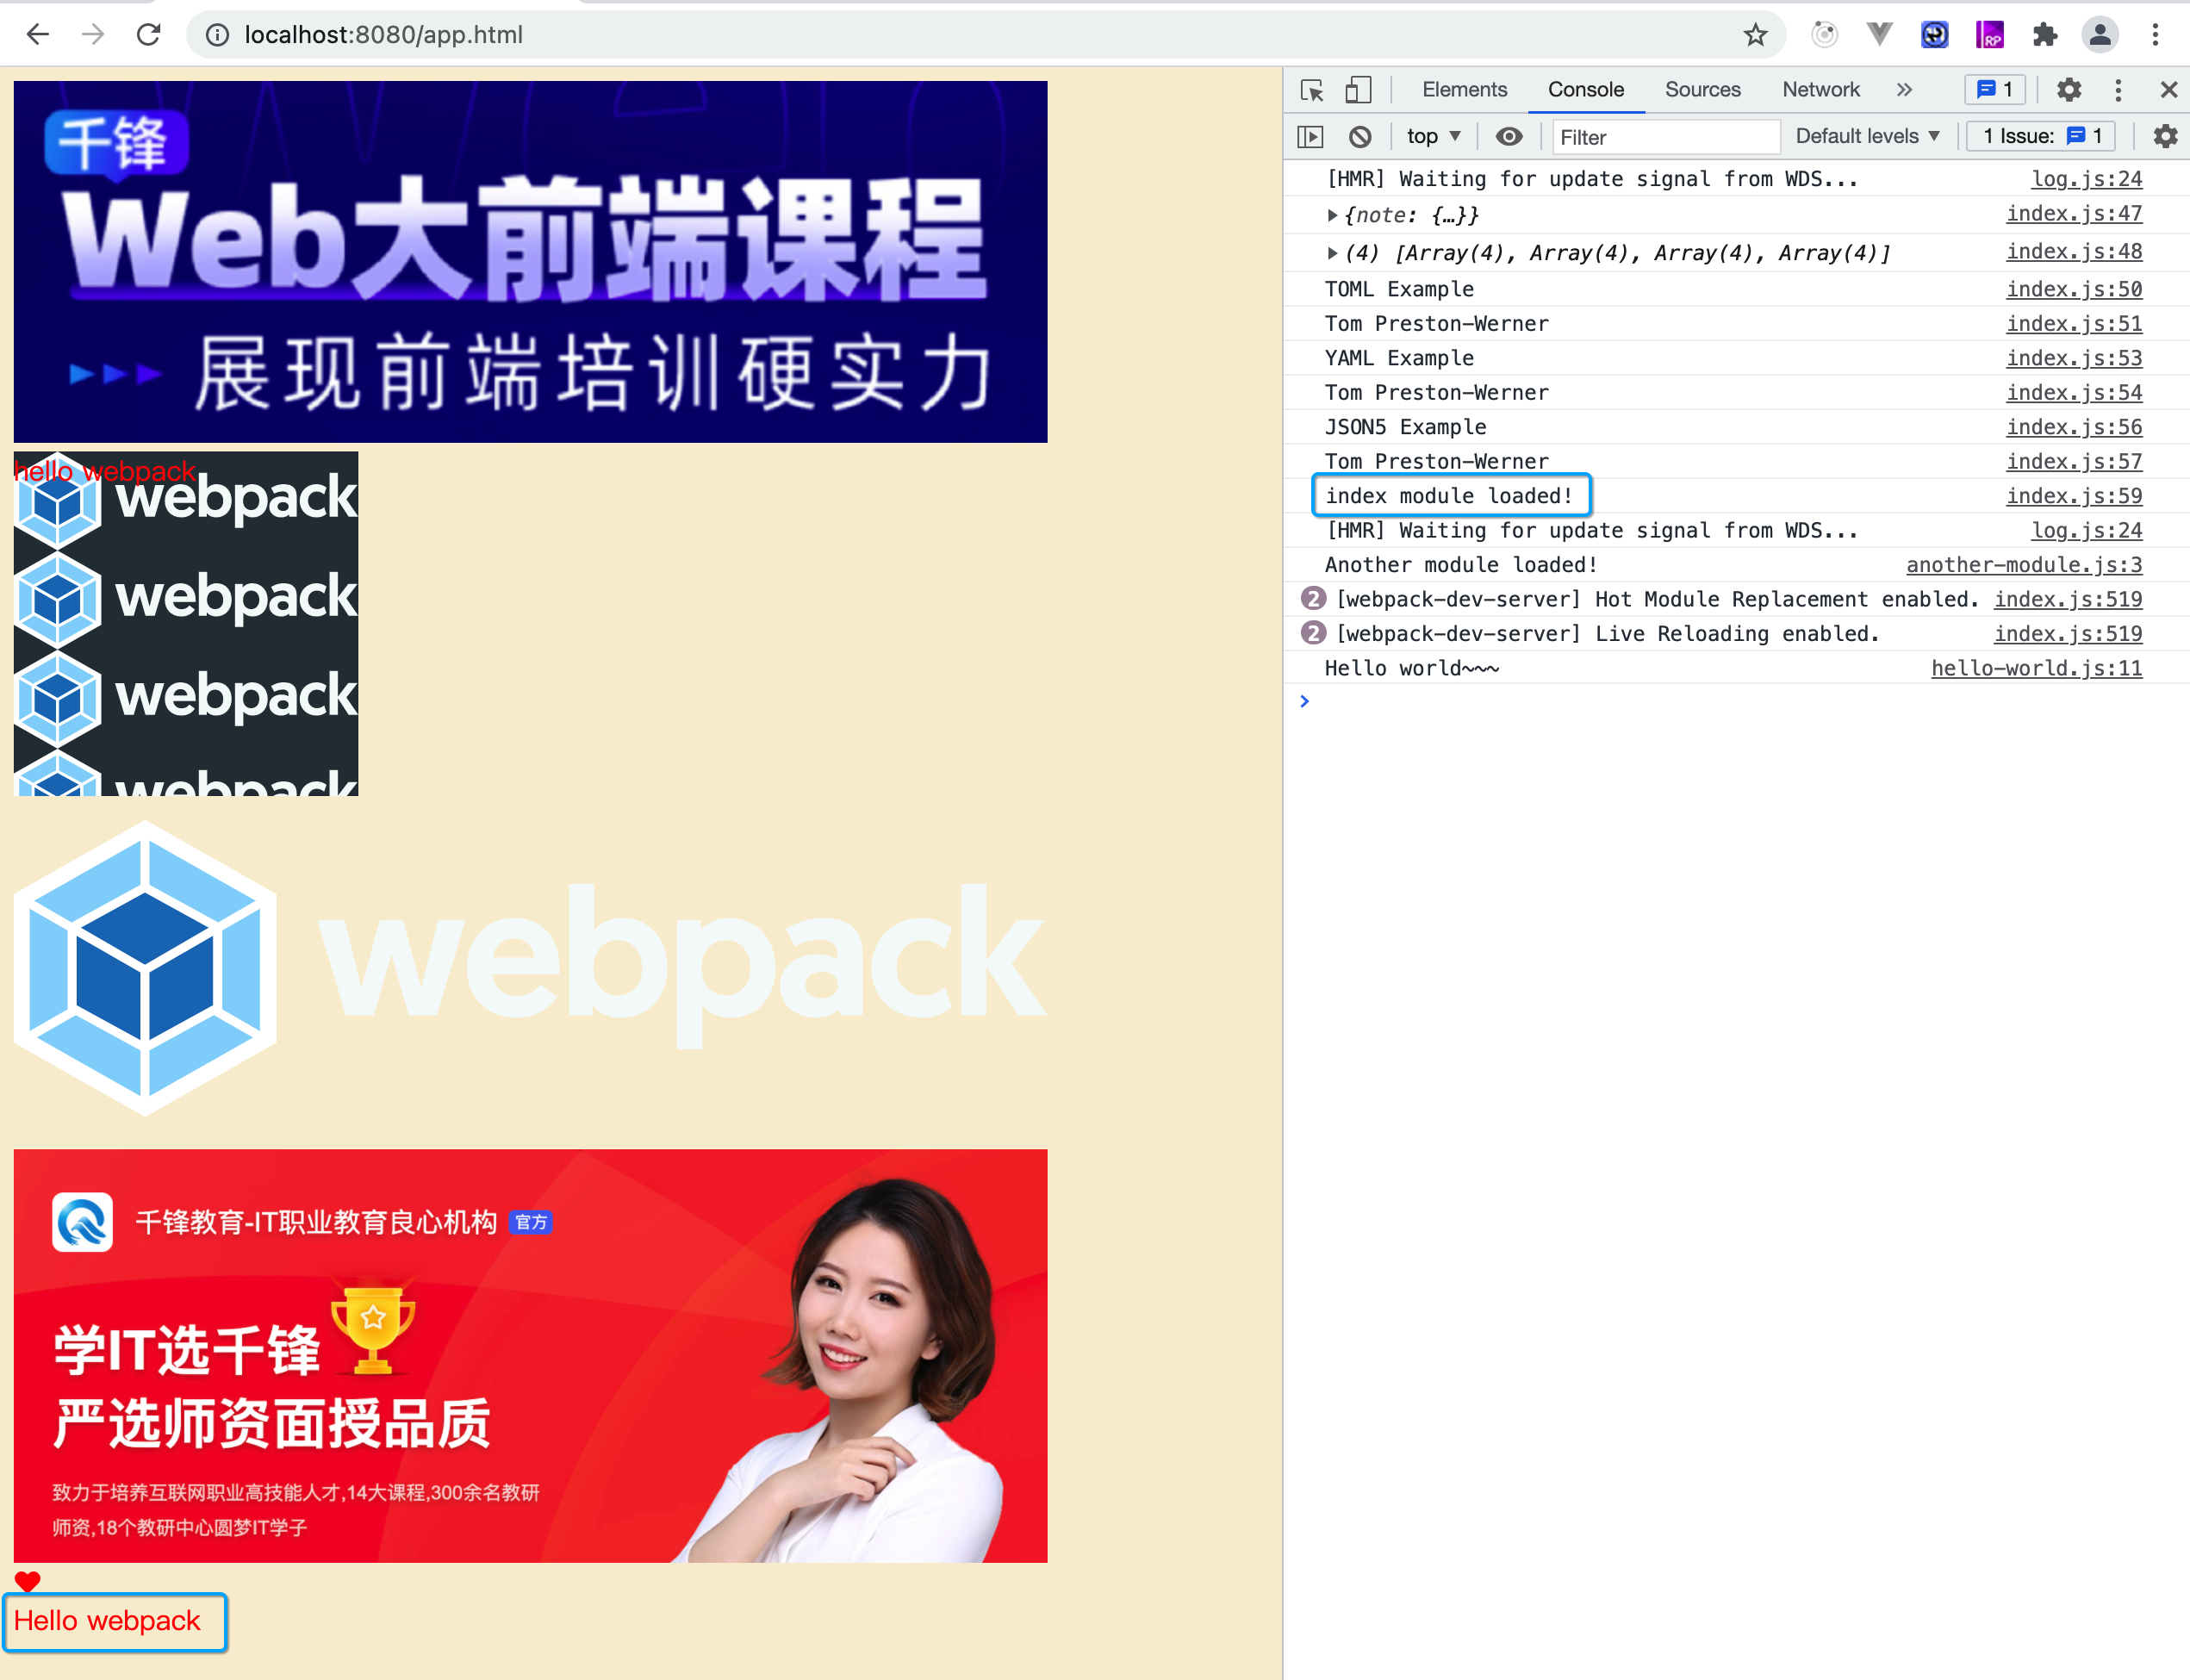 localhost:8080/app.html
千锋
Web大前端课程
展现前端培训硬实力
hello webpack
webpack
webpack
webpack
webpack
webpack
千锋教育-IT职业教育良心机构 官方
学IT选千锋
严选师资面授品质
致力于培养互联网职业高技能人才,14大课程,300余名教研
师资,18个教研中心圆梦IT学子
Hello webpack
Elements Console Sources Network » 1
top ▼ Filter Default levels ▼ 1 Issue: 1
[HMR] Waiting for update signal from WDS... log.js:24
▶{note: {…}} index.js:47
▶(4) [Array(4), Array(4), Array(4), Array(4)] index.js:48
TOML Example index.js:50
Tom Preston-Werner index.js:51
YAML Example index.js:53
Tom Preston-Werner index.js:54
JSON5 Example index.js:56
Tom Preston-Werner index.js:57
index module loaded! index.js:59
[HMR] Waiting for update signal from WDS... log.js:24
Another module loaded! another-module.js:3
2 [webpack-dev-server] Hot Module Replacement enabled. index.js:519
2 [webpack-dev-server] Live Reloading enabled. index.js:519
Hello world~~~ hello-world.js:11
>